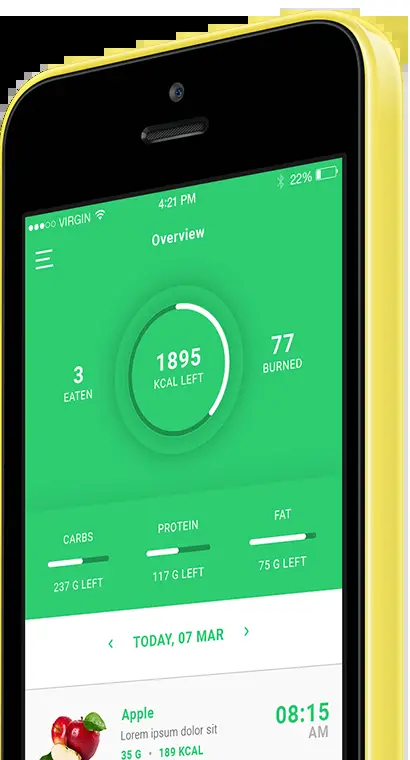 VIRGIN 4:21 PM 22%
Overview
1895
KCAL LEFT
3
EATEN
77
BURNED
CARBS PROTEIN FAT
237 G LEFT 117 G LEFT 75 G LEFT
‹ TODAY, 07 MAR ›
Apple
Lorem ipsum dolor sit
35 G • 189 KCAL
08:15
AM